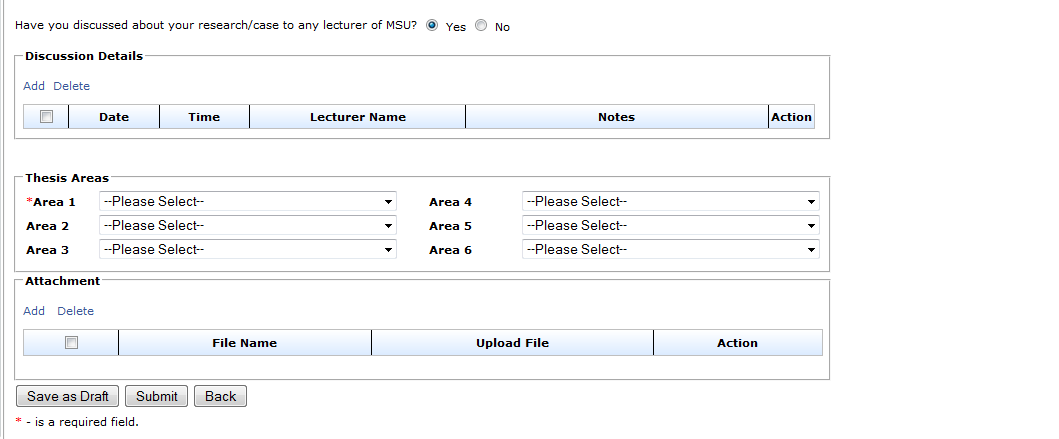 Have you discussed about your research/case to any lecturer of MSU? Yes No
Discussion Details
Add Delete
Date Time Lecturer Name Notes Action
Thesis Areas
*Area 1 --Please Select-- Area 4 --Please Select--
Area 2 --Please Select-- Area 5 --Please Select--
Area 3 --Please Select-- Area 6 --Please Select--
Attachment
Add Delete
File Name Upload File Action
Save as Draft Submit Back
* - is a required field.